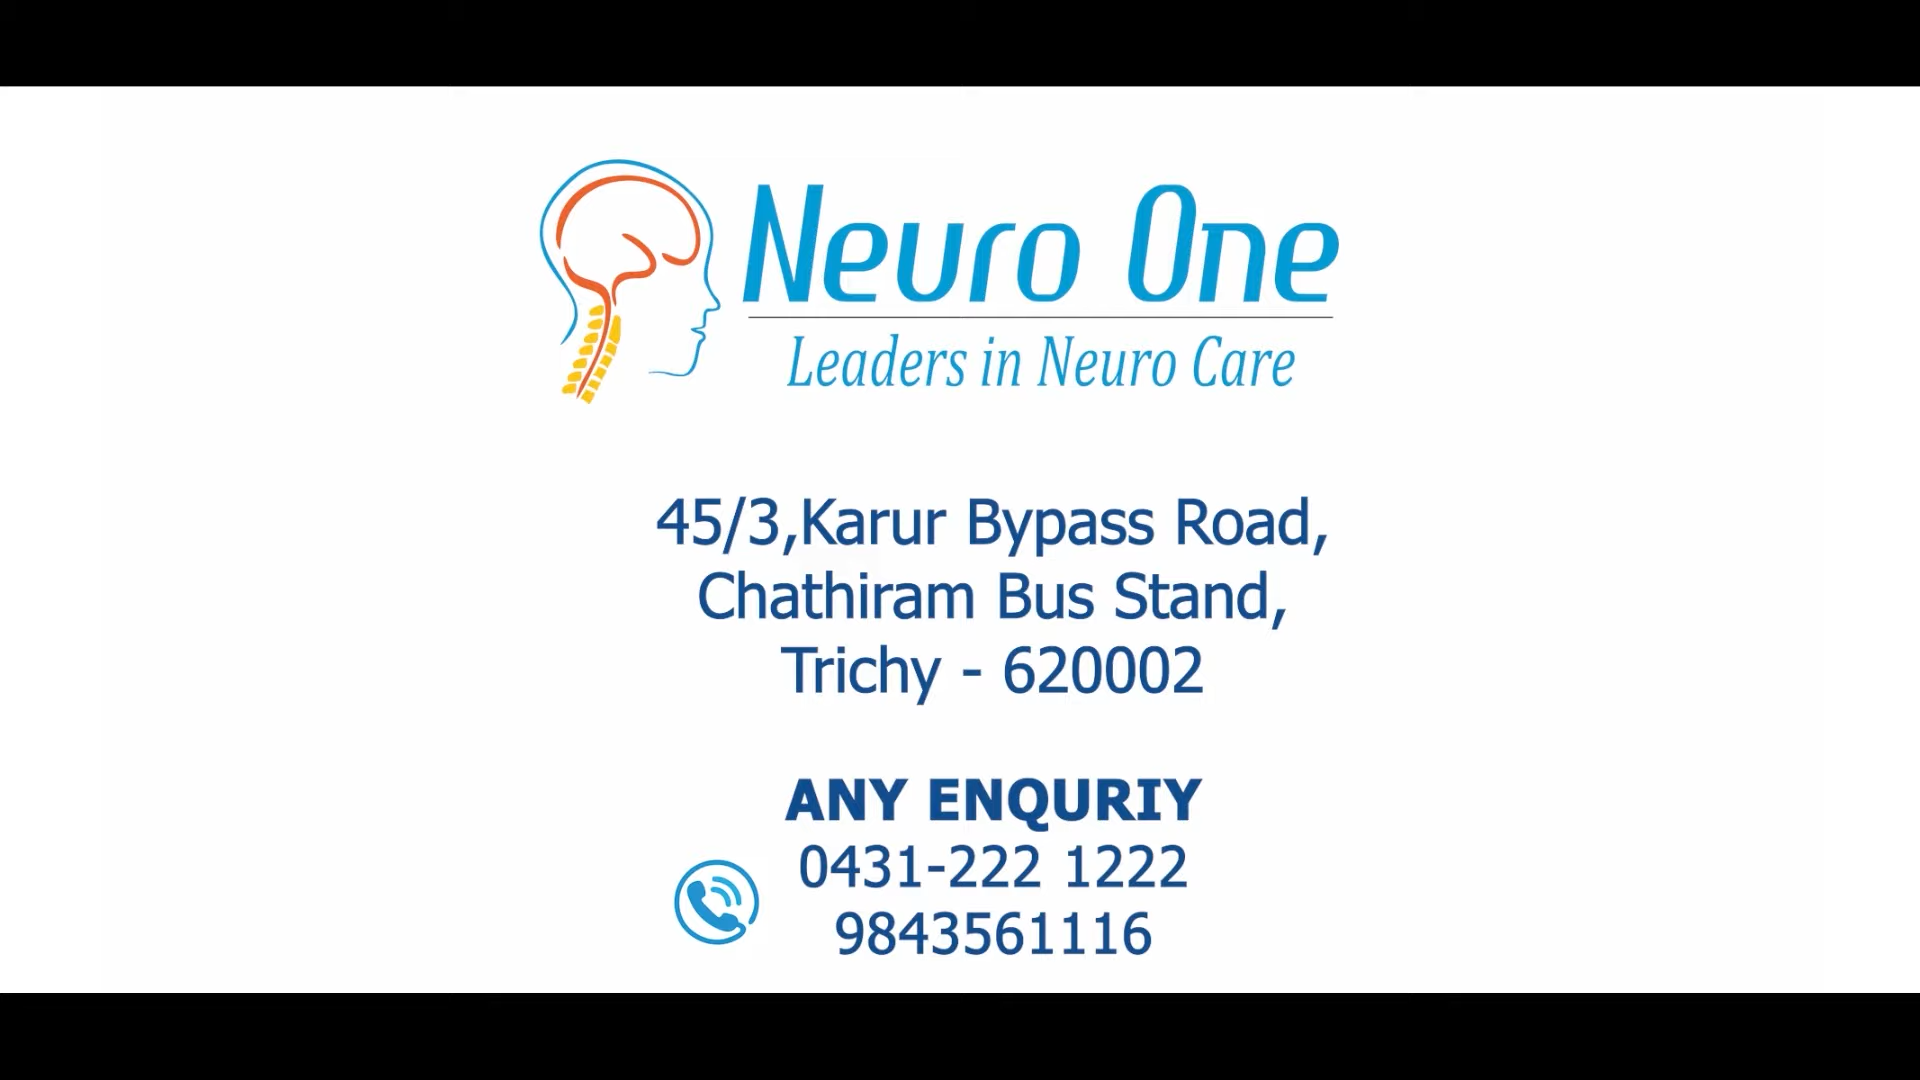 Neuro One
Leaders in Neuro Care
45/3,Karur Bypass Road,
Chathiram Bus Stand,
Trichy - 620002
ANY ENQURIY
0431-222 1222
9843561116